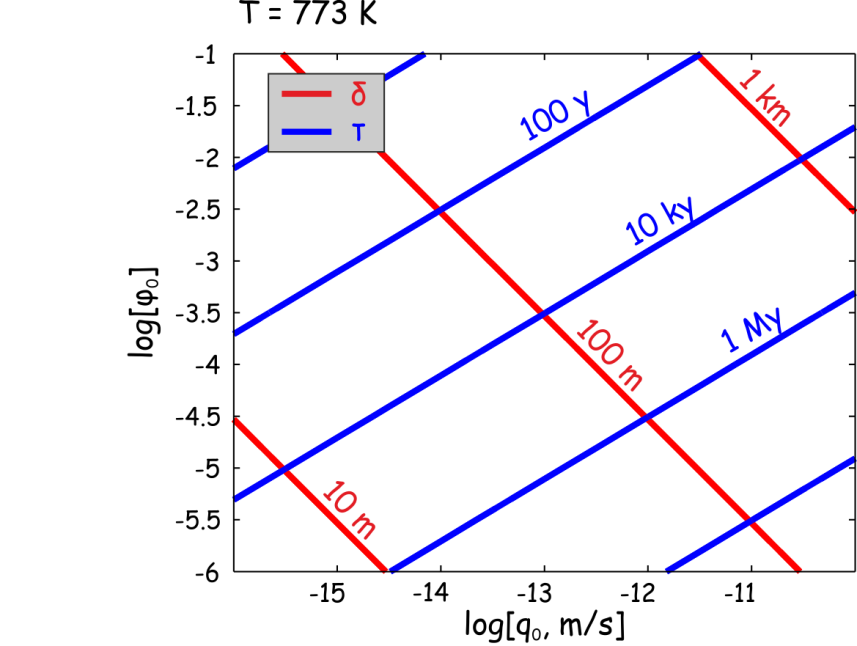 T = 773 K
-1
-1.5
-2
-2.5
-3
-3.5
-4
-4.5
-5
-5.5
-6
log[φ₀]
δ
τ
100 y
1 km
10 ky
1 My
100 m
10 m
-15
-14
-13
-12
-11
log[q₀, m/s]